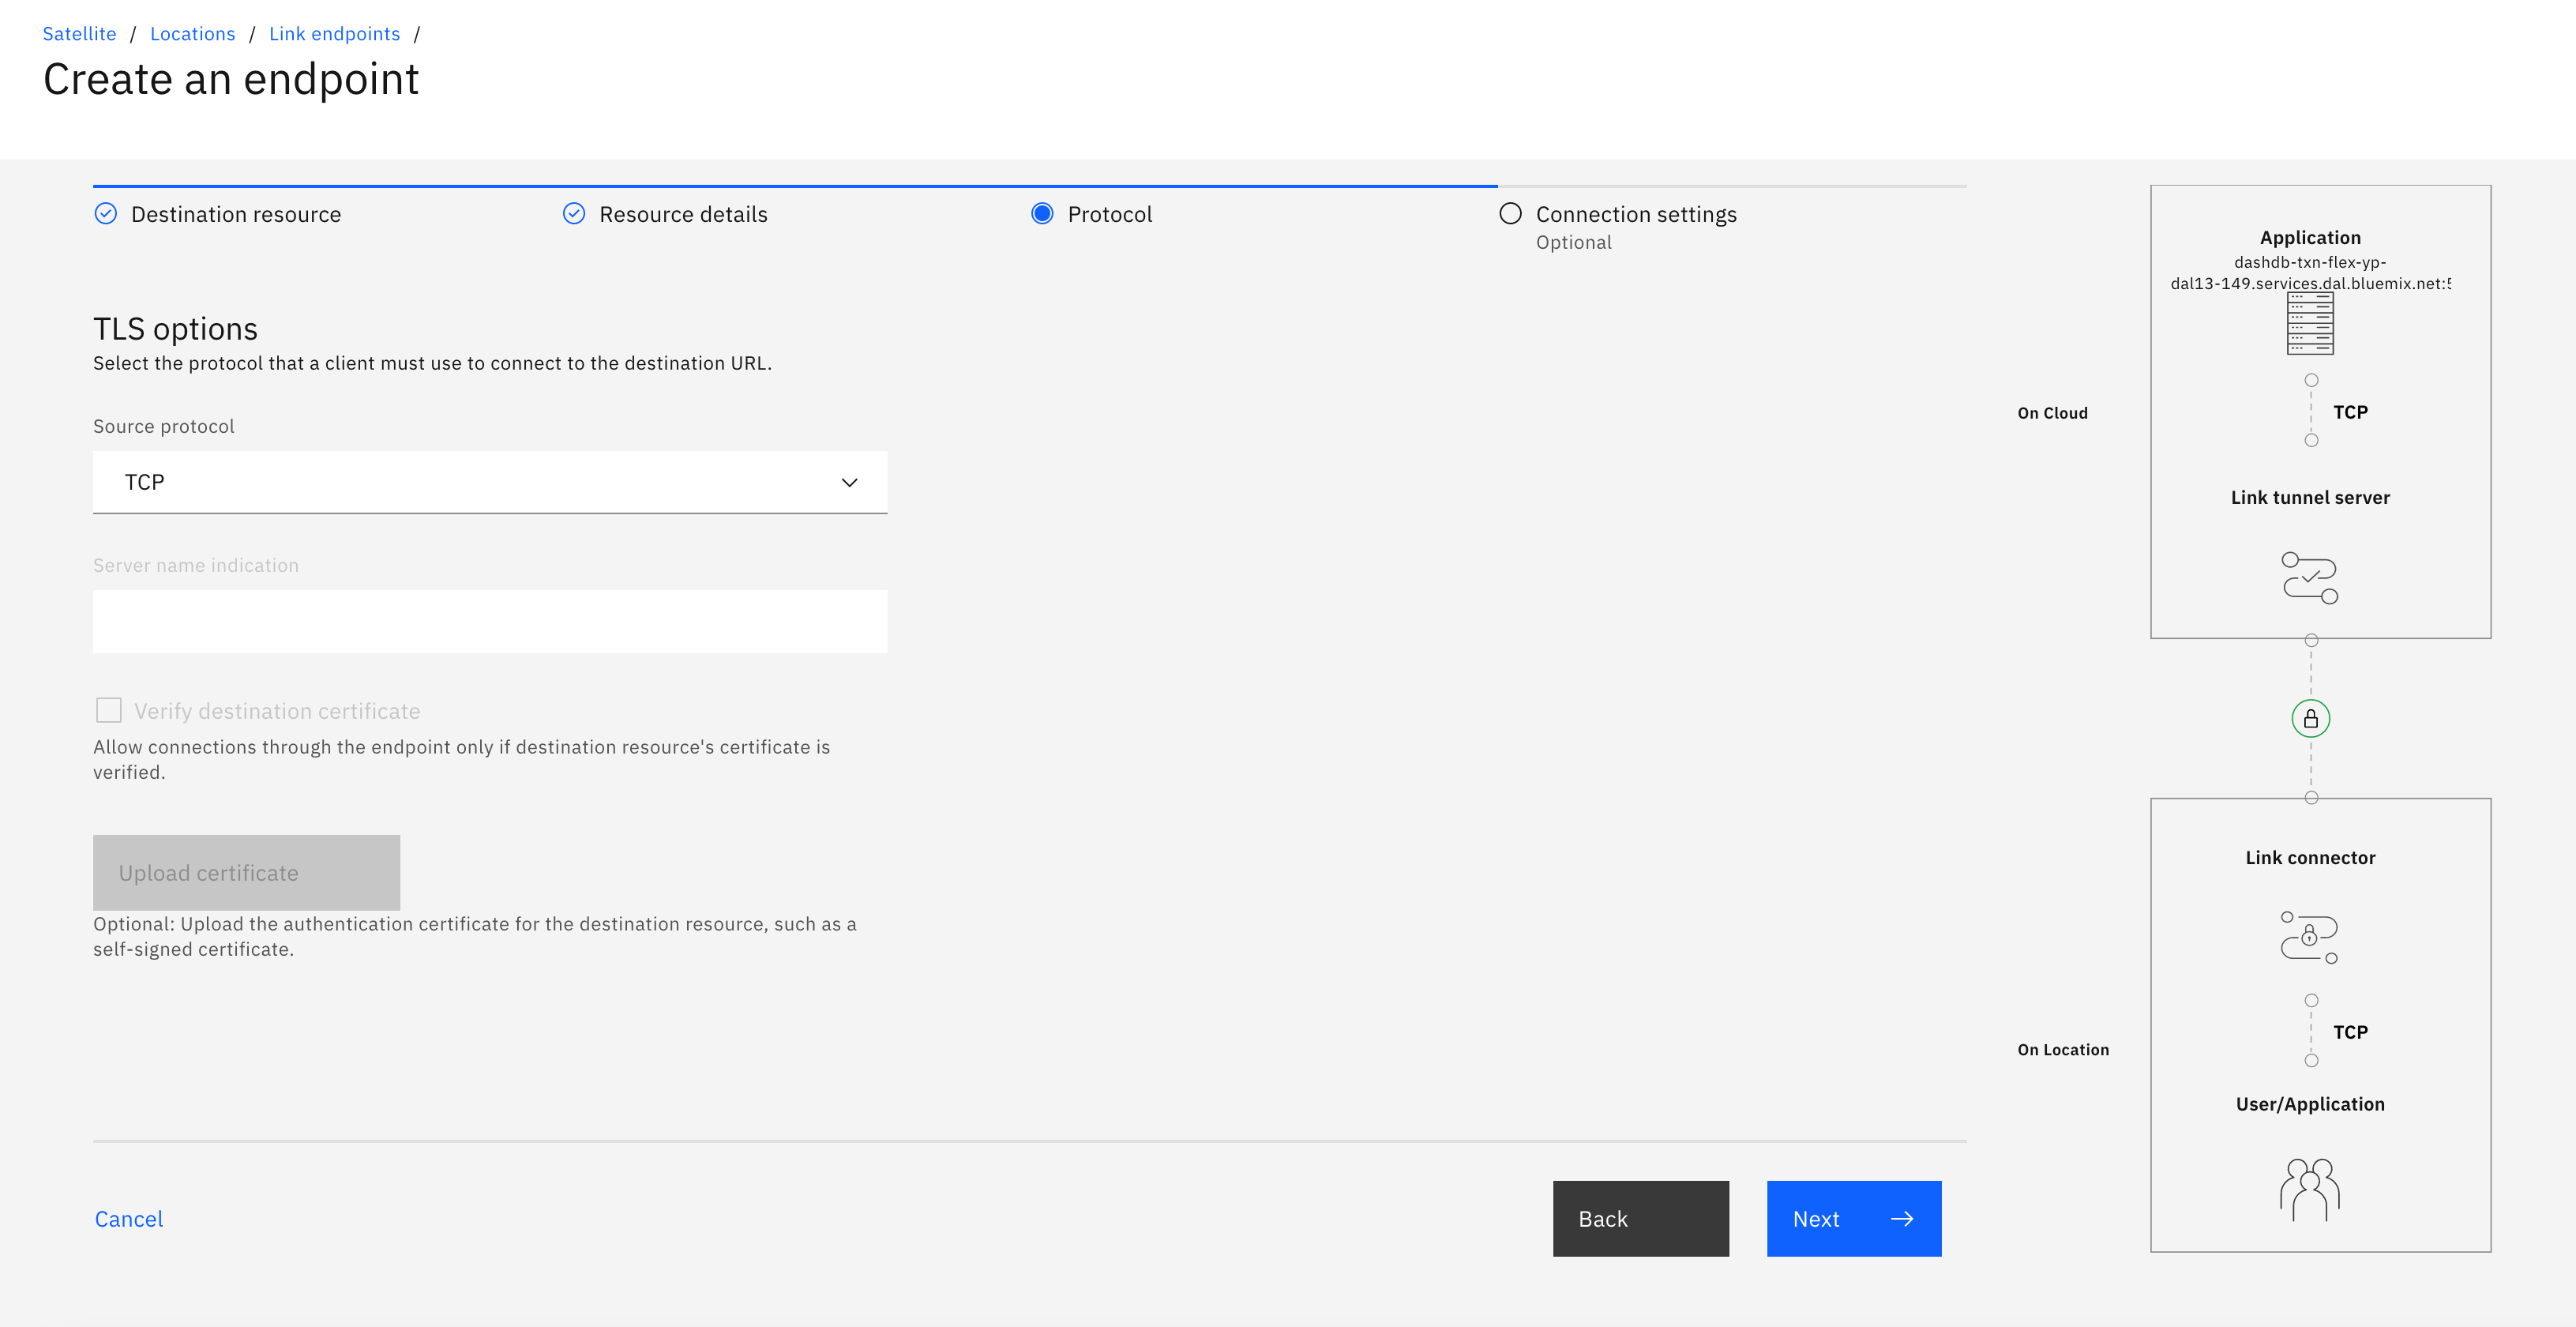 Satellite / Locations / Link endpoints /
Create an endpoint
Destination resource
Resource details
Protocol
Connection settings
Optional
TLS options
Select the protocol that a client must use to connect to the destination URL.
Source protocol
TCP
Server name indication
Verify destination certificate
Allow connections through the endpoint only if destination resource's certificate is
verified.
Upload certificate
Optional: Upload the authentication certificate for the destination resource, such as a
self-signed certificate.
Cancel
Back
Next
On Cloud
Application
dashdb-txn-flex-yp-
dal13-149.services.dal.bluemix.net:
TCP
Link tunnel server
On Location
Link connector
TCP
User/Application